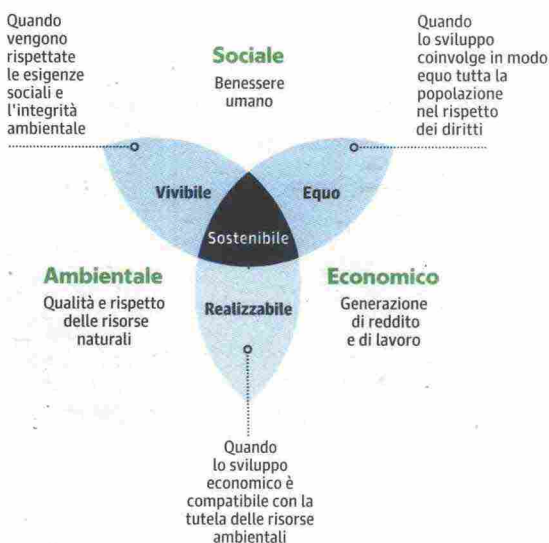 Quando
vengono
rispettate
le esigenze
sociali e
l'integrità
ambientale
Sociale
Benessere
umano
Quando
lo sviluppo
coinvolge in modo
equo tutta la
popolazione
nel rispetto
dei diritti
Vivibile
Equo
Sostenibile
Ambientale
Qualità e rispetto
delle risorse
naturali
Realizzabile
Economico
Generazione
di reddito
e di lavoro
Quando
lo sviluppo
economico è
compatibile con la
tutela delle risorse
ambientali